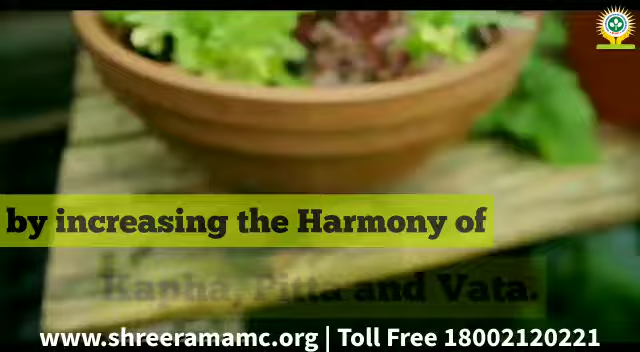 by increasing the Harmony of
Kapha, Pitta and Vata.
www.shreeramamc.org | Toll Free 18002120221